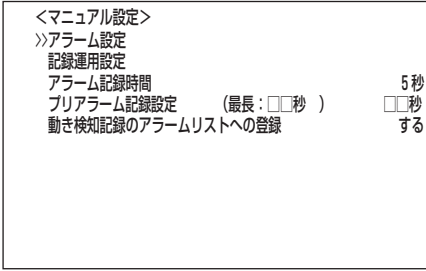 <マニュアル設定>
>>アラーム設定
記録運用設定
アラーム記録時間 5秒
プリアラーム記録設定 (最長:□□秒 ) □□秒
動き検知記録のアラームリストへの登録 する